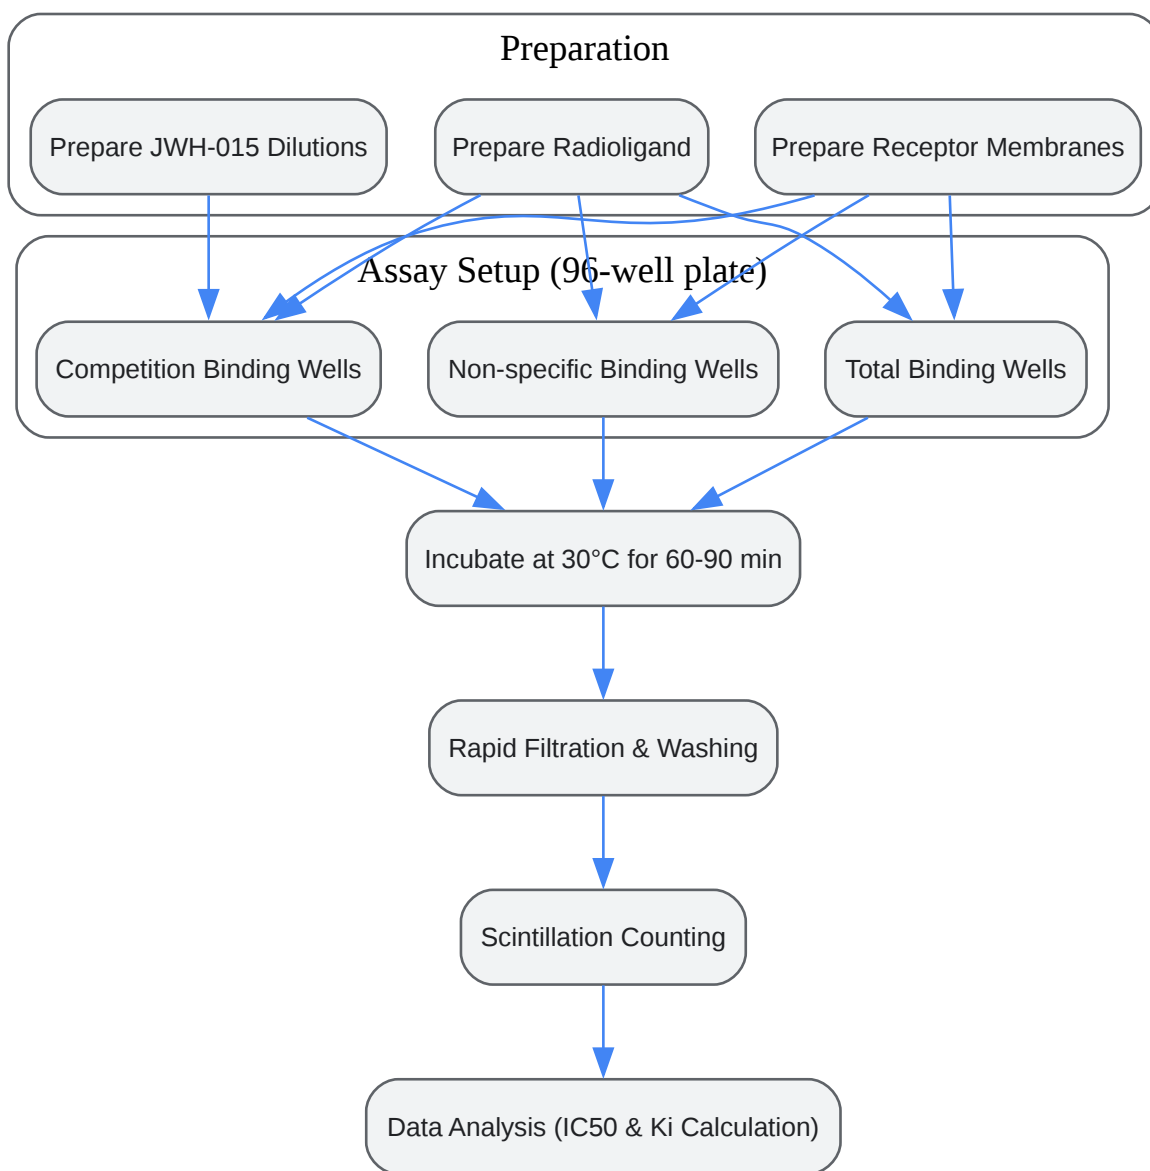 Preparation
Prepare JWH-015 Dilutions
Prepare Radioligand
Prepare Receptor Membranes
Assay Setup (96-well plate)
Competition Binding Wells
Non-specific Binding Wells
Total Binding Wells
Incubate at 30°C for 60-90 min
Rapid Filtration & Washing
Scintillation Counting
Data Analysis (IC50 & Ki Calculation)